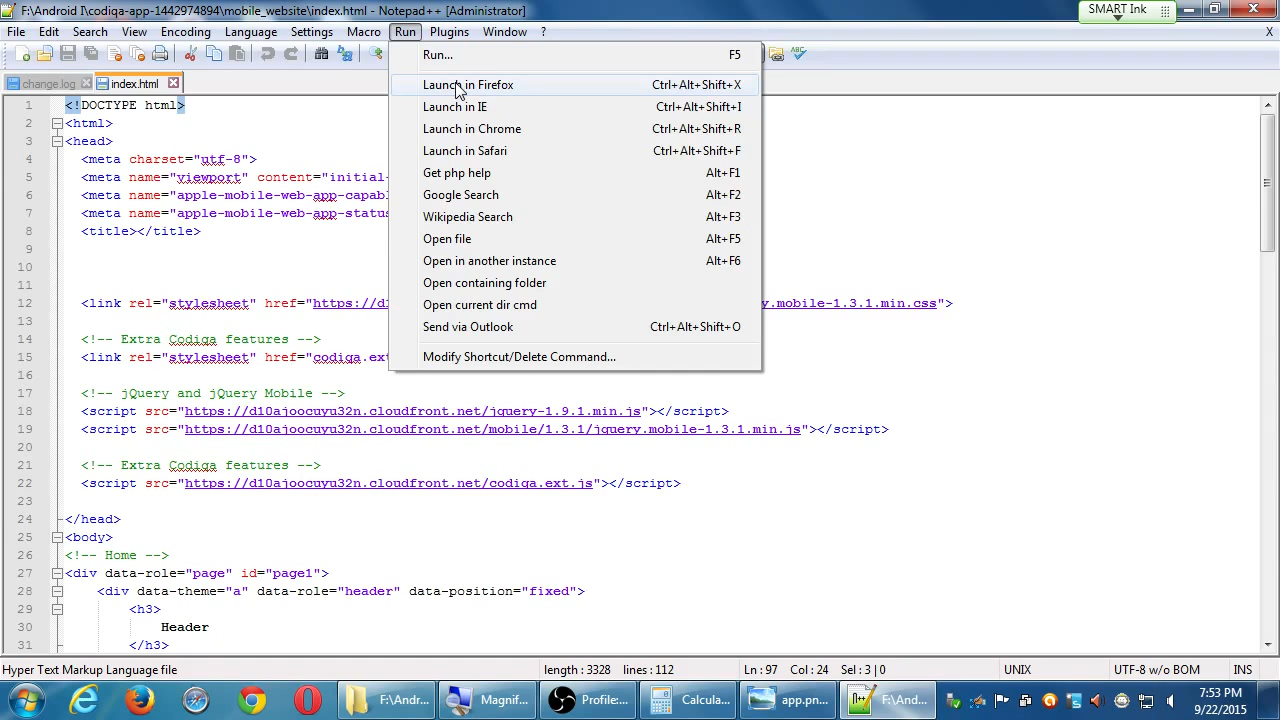 F:\Android I\codiqa-app-1442974894\mobile_website\index.html - Notepad++ [Administrator]
SMART Ink
File Edit Search View Encoding Language Settings Macro Run Plugins Window ? X
change.log index.html
Run... F5
Launch in Firefox Ctrl+Alt+Shift+X
Launch in IE Ctrl+Alt+Shift+I
Launch in Chrome Ctrl+Alt+Shift+R
Launch in Safari Ctrl+Alt+Shift+F
Get php help Alt+F1
Google Search Alt+F2
Wikipedia Search Alt+F3
Open file Alt+F5
Open in another instance Alt+F6
Open containing folder
Open current dir cmd
Send via Outlook Ctrl+Alt+Shift+O
Modify Shortcut/Delete Command...
1 <!DOCTYPE html>
2 <html>
3 <head>
4 <meta charset="utf-8">
5 <meta name="viewport" content="initial-
6 <meta name="apple-mobile-web-app-capab
7 <meta name="apple-mobile-web-app-status
8 <title></title>
9
10
11
12 <link rel="stylesheet" href="https://d1 y.mobile-1.3.1.min.css">
13
14 <!-- Extra Codiqa features -->
15 <link rel="stylesheet" href="codiqa.ex
16
17 <!-- jQuery and jQuery Mobile -->
18 <script src="https://d10ajoocuyu32n.cloudfront.net/jquery-1.9.1.min.js"></script>
19 <script src="https://d10ajoocuyu32n.cloudfront.net/mobile/1.3.1/jquery.mobile-1.3.1.min.js"></script>
20
21 <!-- Extra Codiqa features -->
22 <script src="https://d10ajoocuyu32n.cloudfront.net/codiqa.ext.js"></script>
23
24 </head>
25 <body>
26 <!-- Home -->
27 <div data-role="page" id="page1">
28 <div data-theme="a" data-role="header" data-position="fixed">
29 <h3>
30 Header
31 </h3>
Hyper Text Markup Language file length : 3328 lines : 112 Ln : 97 Col : 24 Sel : 3 | 0 UNIX UTF-8 w/o BOM INS
F:\Andr... Magnif... Profile:... Calcula... app.pn... F:\And...
7:53 PM
9/22/2015